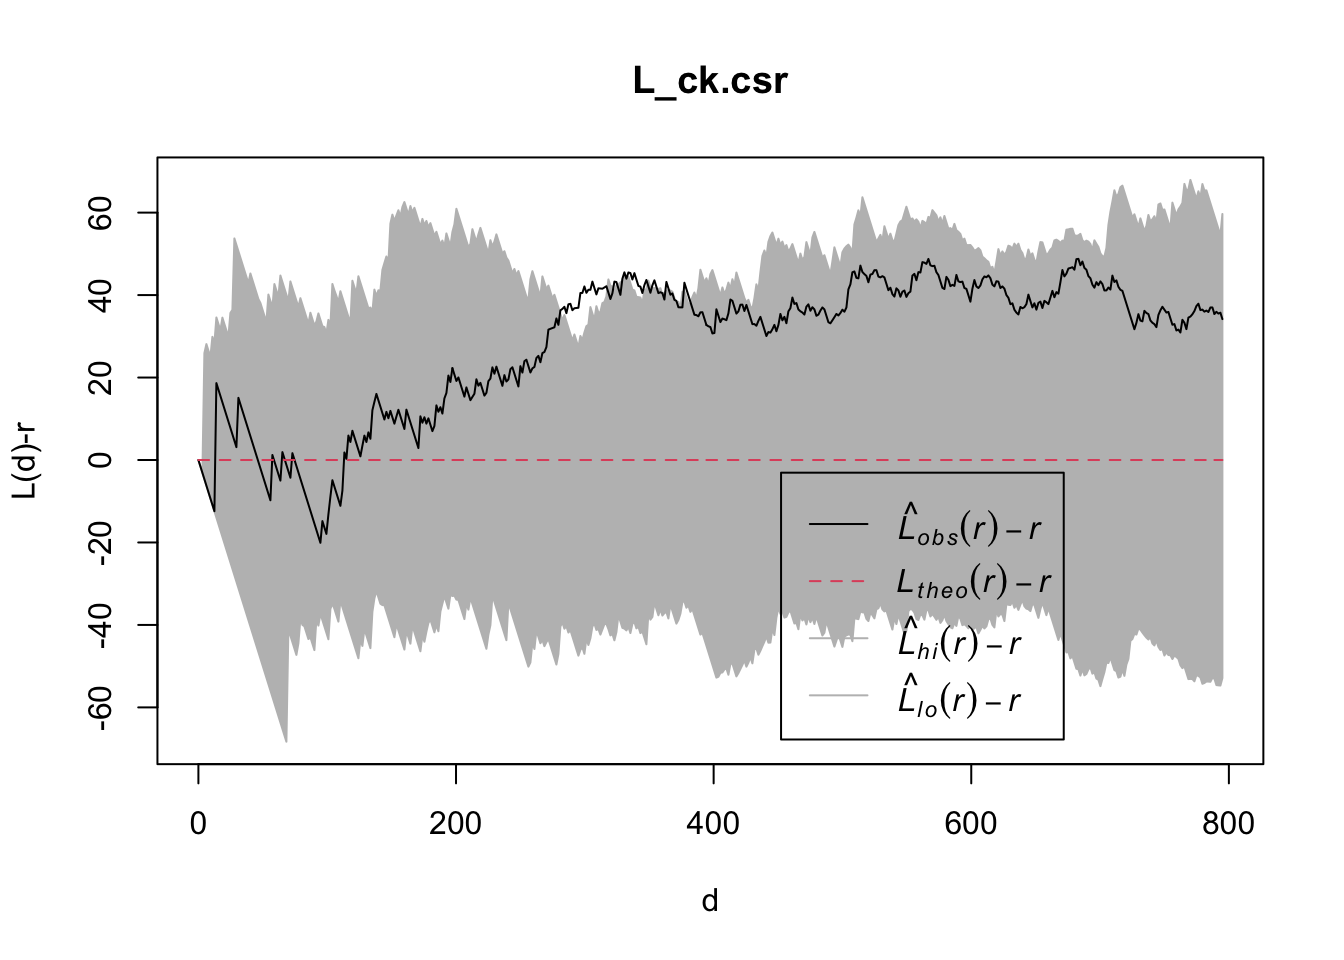 L_ck.csr
L(d)-r
60
40
20
0
-20
-40
-60
L̂obs(r) − r
Ltheo(r) − r
L̂hi(r) − r
L̂lo(r) − r
0 200 400 600 800
d